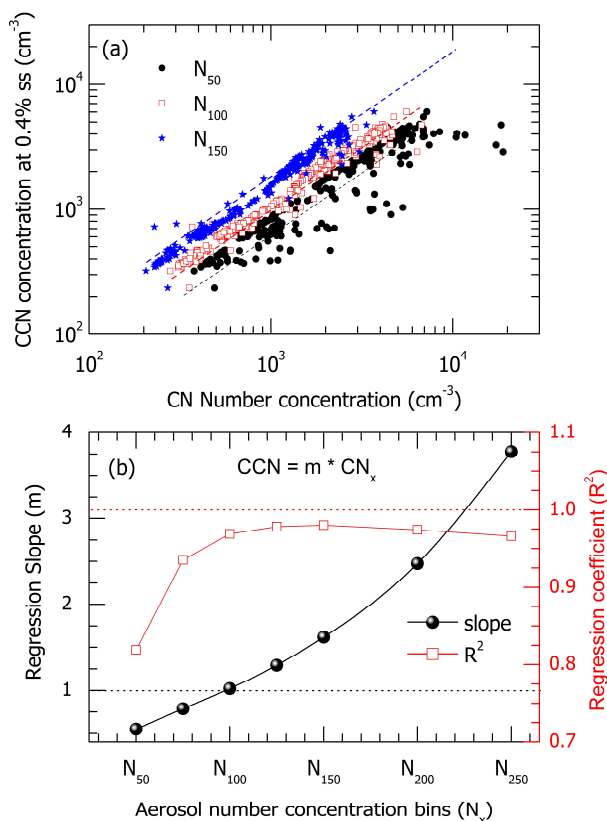 (a)
N50
N100
N150
CCN concentration at 0.4% ss (cm-3)
10^4
10^3
10^2
10^2
10^3
10^4
CN Number concentration (cm-3)
(b)
CCN = m * CNx
Regression Slope (m)
4
3
2
1
Regression coefficient (R2)
1.1
1.0
0.9
0.8
0.7
slope
R2
N50
N100
N150
N200
N250
Aerosol number concentration bins (Nx)